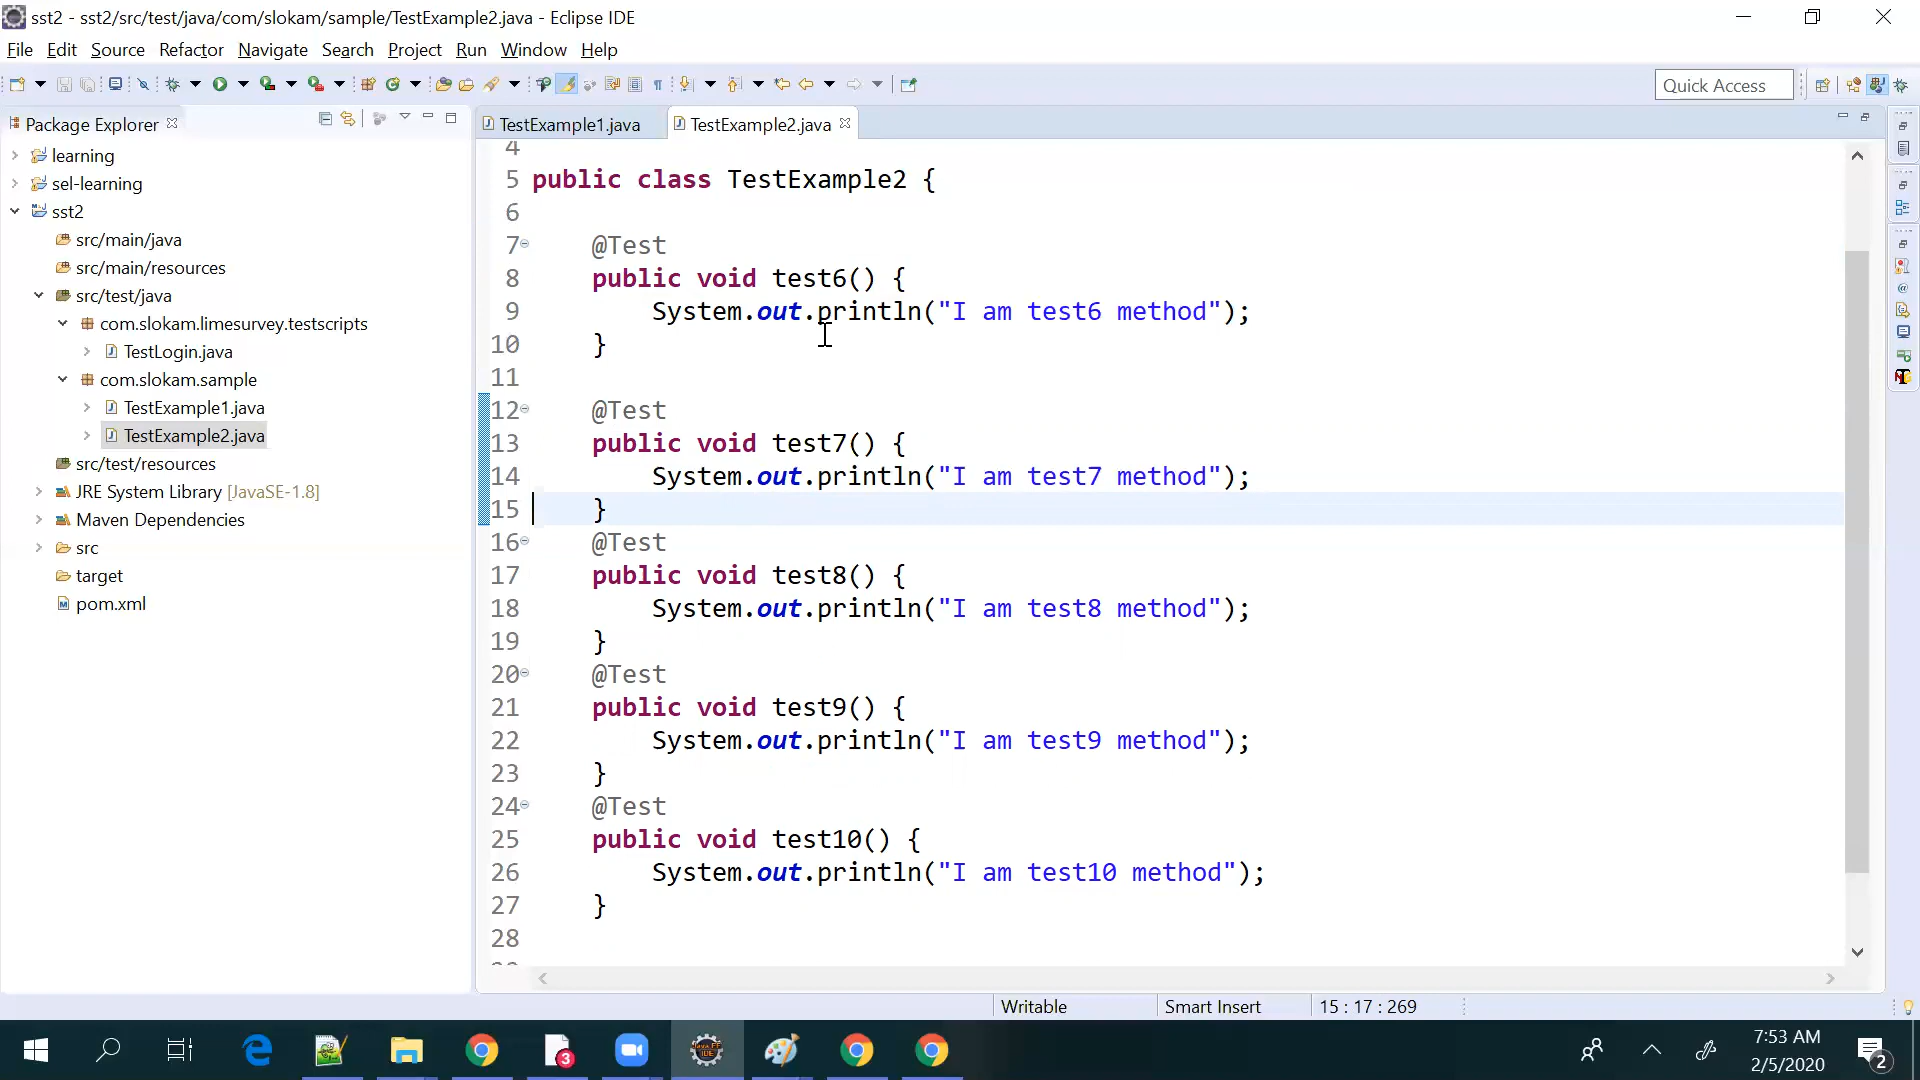 sst2 - sst2/src/test/java/com/slokam/sample/TestExample2.java - Eclipse IDE
File Edit Source Refactor Navigate Search Project Run Window Help
Quick Access
Package Explorer
TestExample1.java
TestExample2.java
learning
sel-learning
sst2
src/main/java
src/main/resources
src/test/java
com.slokam.limesurvey.testscripts
TestLogin.java
com.slokam.sample
TestExample1.java
TestExample2.java
src/test/resources
JRE System Library [JavaSE-1.8]
Maven Dependencies
src
target
pom.xml
4
5 public class TestExample2 {
6
7 @Test
8 public void test6() {
9 System.out.println("I am test6 method");
10 }
11
12 @Test
13 public void test7() {
14 System.out.println("I am test7 method");
15 }
16 @Test
17 public void test8() {
18 System.out.println("I am test8 method");
19 }
20 @Test
21 public void test9() {
22 System.out.println("I am test9 method");
23 }
24 @Test
25 public void test10() {
26 System.out.println("I am test10 method");
27 }
28
Writable
Smart Insert
15 : 17 : 269
3
Java EE
IDE
7:53 AM
2/5/2020
2